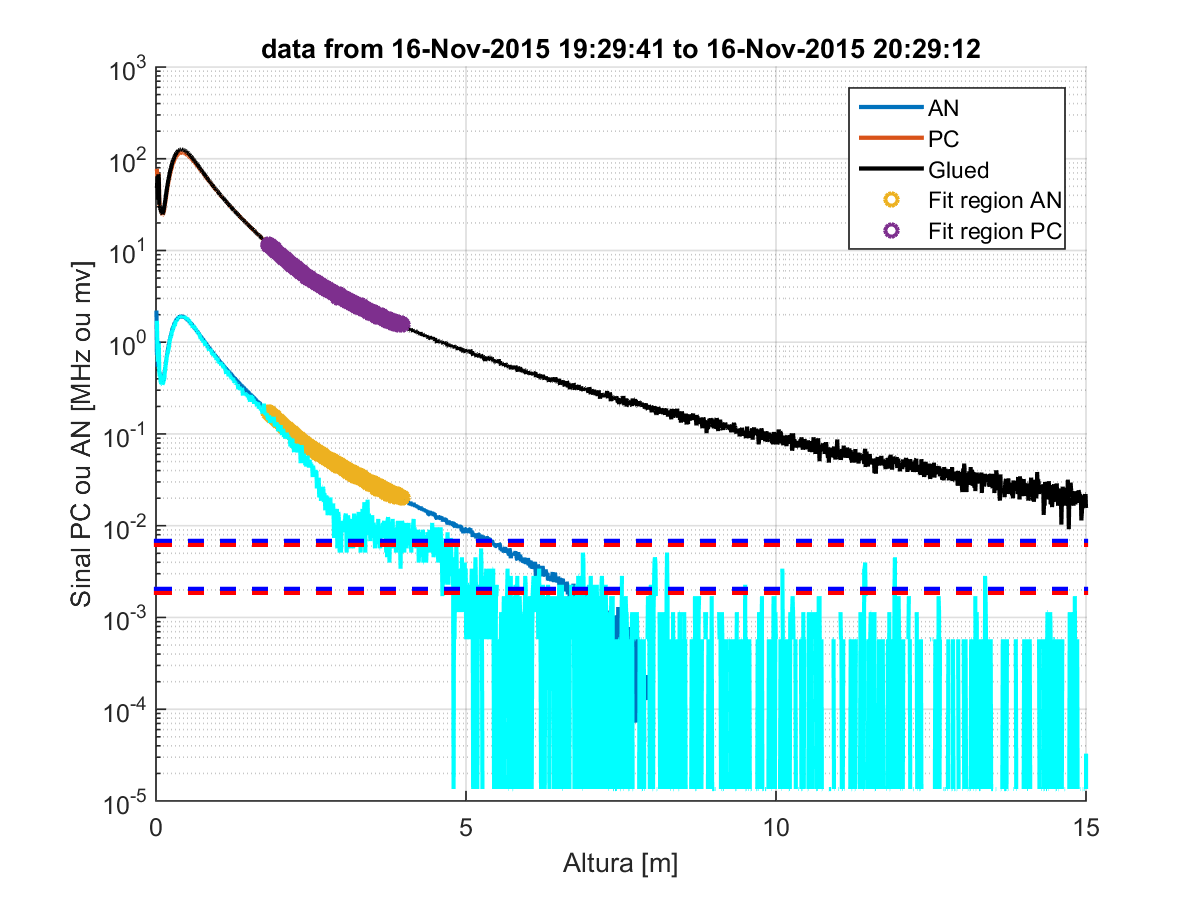 data from 16-Nov-2015 19:29:41 to 16-Nov-2015 20:29:12
AN
PC
Glued
Fit region AN
Fit region PC
Sinal PC ou AN [MHz ou mv]
10^3
10^2
10^1
10^0
10^-1
10^-2
10^-3
10^-4
10^-5
0 5 10 15
Altura [m]